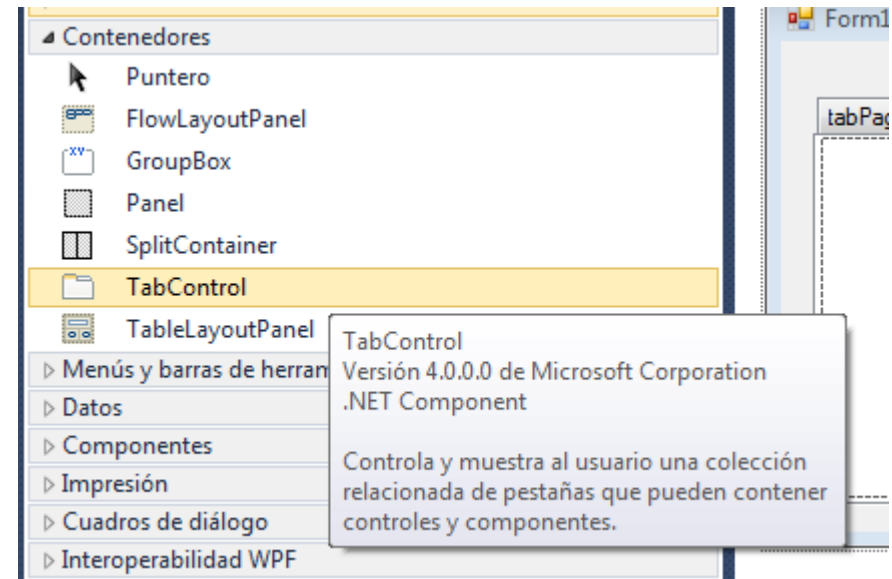 Contenedores
Puntero
FlowLayoutPanel
GroupBox
Panel
SplitContainer
TabControl
TableLayoutPanel
Menús y barras de herram
Datos
Componentes
Impresión
Cuadros de diálogo
Interoperabilidad WPF
TabControl
Versión 4.0.0.0 de Microsoft Corporation
.NET Component
Controla y muestra al usuario una colección
relacionada de pestañas que pueden contener
controles y componentes.
Form1
tabPag